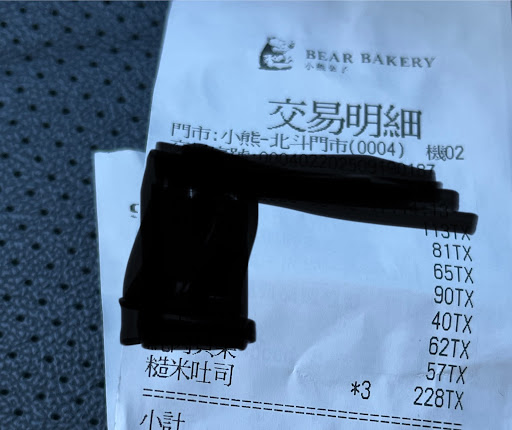 BEAR BAKERY
小熊菓子
交易明細
門市:小熊-北斗門市(0004) 機02
113TX
81TX
65TX
90TX
40TX
62TX
57TX
糙米吐司
*3 228TX
小計